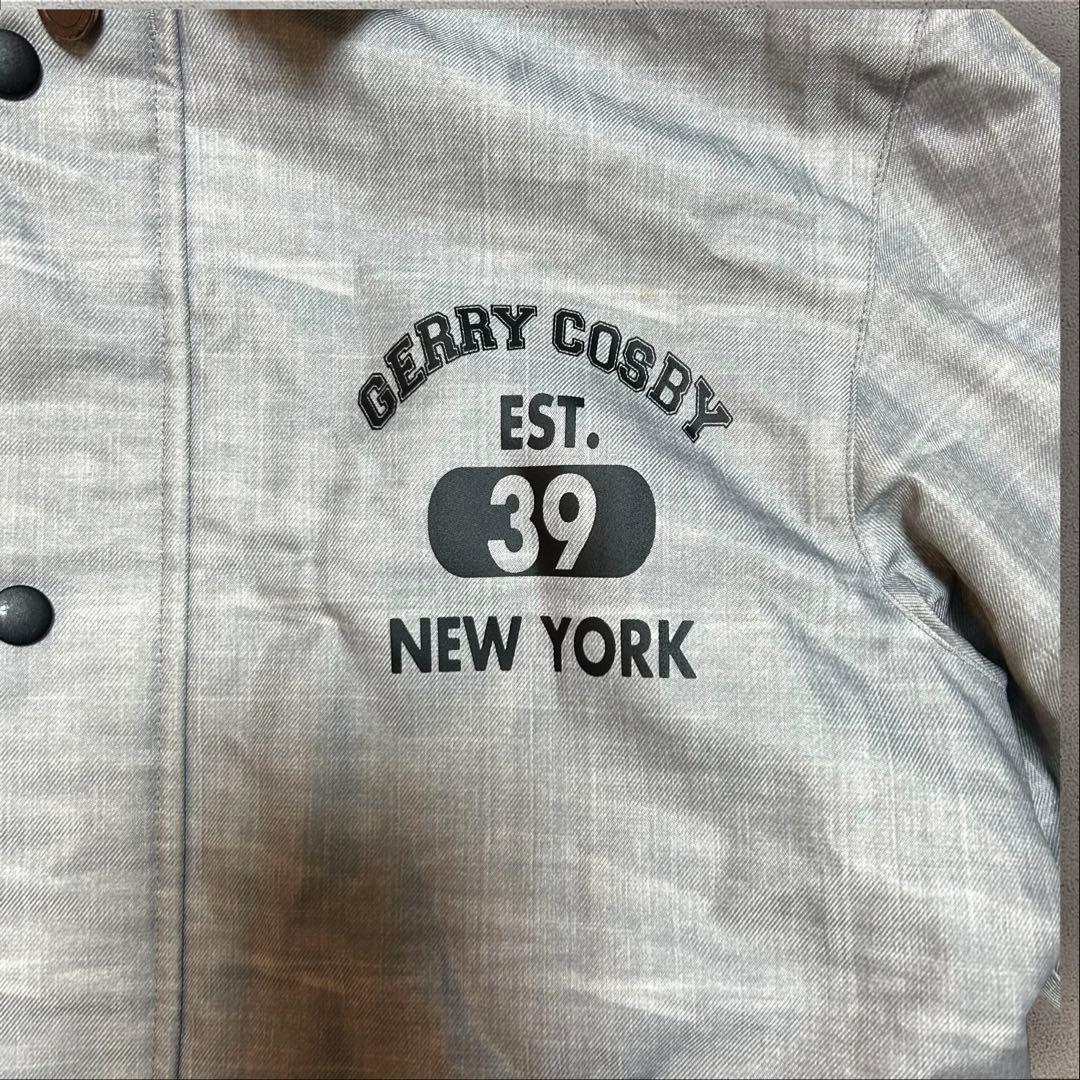 GERRY COSBY
EST.
39
NEW YORK